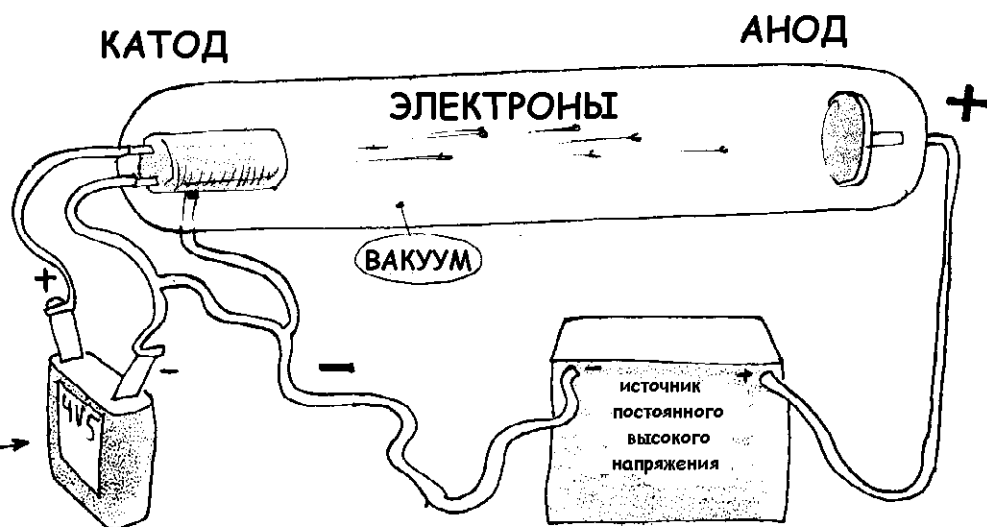 КАТОД
АНОД
+
ЭЛЕКТРОНЫ
ВАКУУМ
+
-
4V5
-
- +
источник
постоянного
высокого
напряжения